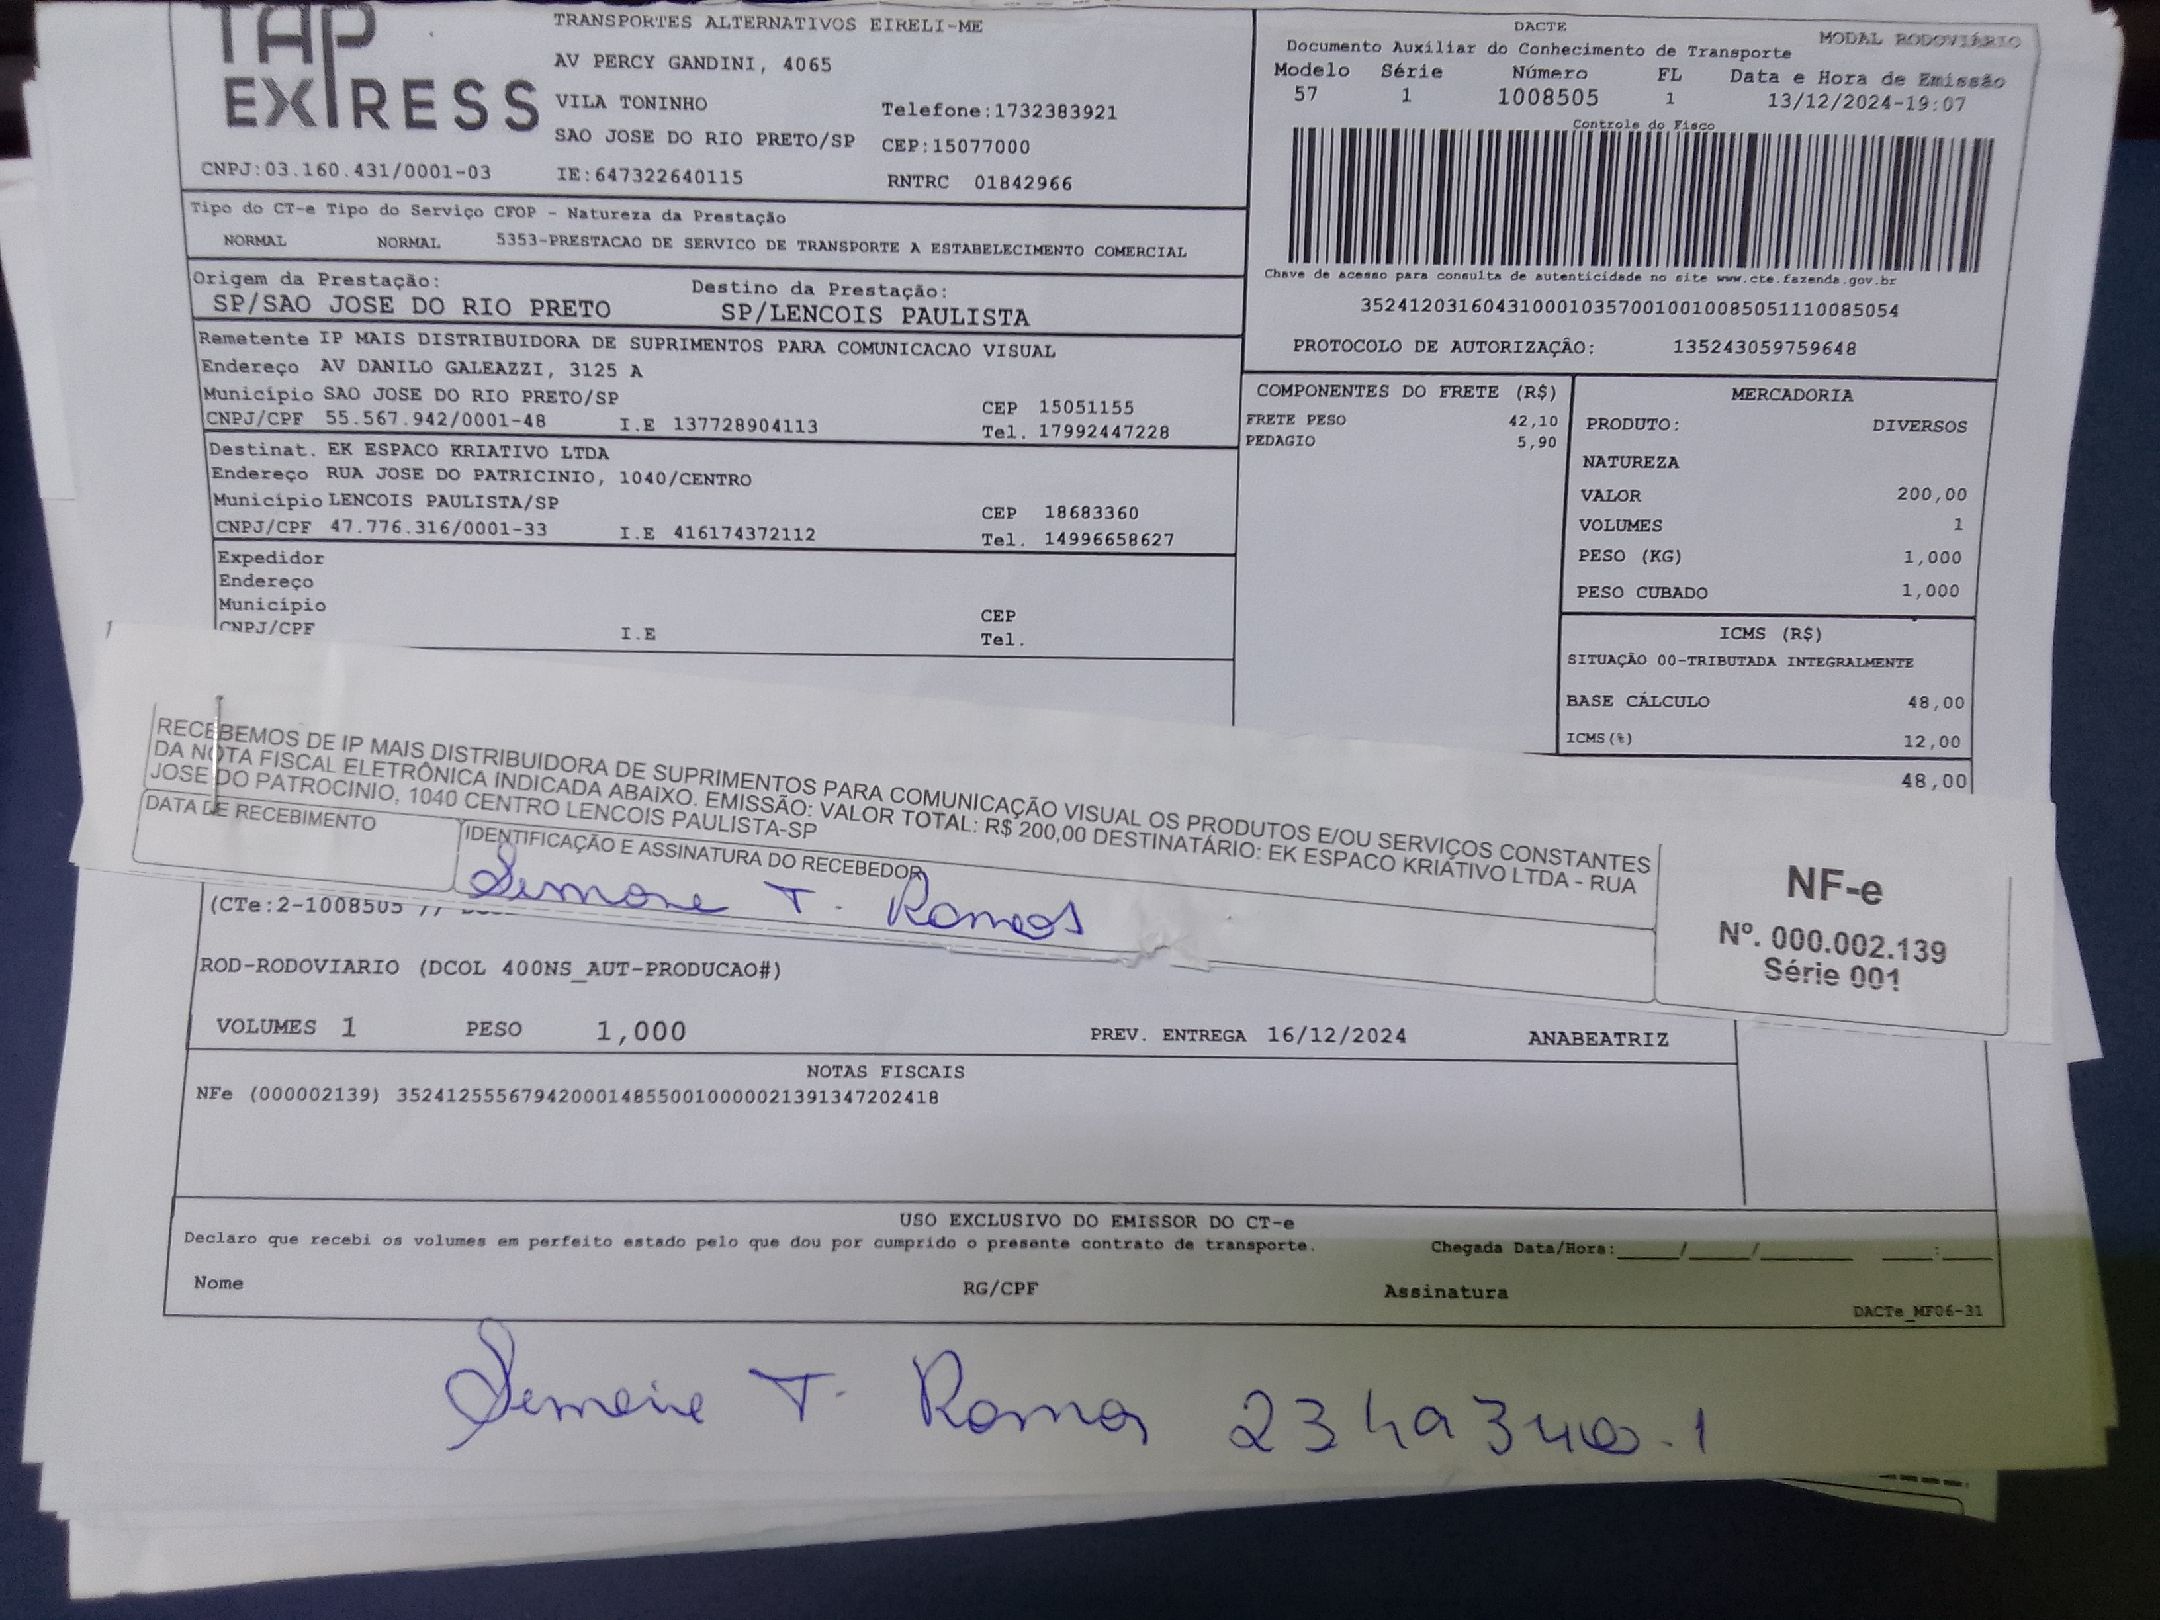 TAP EXPRESS
TRANSPORTES ALTERNATIVOS EIRELI-ME
AV PERCY GANDINI, 4065
VILA TONINHO Telefone:1732383921
SAO JOSE DO RIO PRETO/SP CEP:15077000
CNPJ:03.160.431/0001-03 IE:647322640115 RNTRC 01842966
DACTE
Documento Auxiliar do Conhecimento de Transporte MODAL RODOVIÁRIO
Modelo Série Número FL Data e Hora de Emissão
57 1 1008505 1 13/12/2024-19:07
Controle do Fisco
Chave de acesso para consulta de autenticidade no site www.cte.fazenda.gov.br
35241203160431000103570010010085051110085054
PROTOCOLO DE AUTORIZAÇÃO: 135243059759648
Tipo do CT-e Tipo do Serviço CFOP - Natureza da Prestação
NORMAL NORMAL 5353-PRESTACAO DE SERVICO DE TRANSPORTE A ESTABELECIMENTO COMERCIAL
Origem da Prestação: Destino da Prestação:
SP/SAO JOSE DO RIO PRETO SP/LENCOIS PAULISTA
Remetente IP MAIS DISTRIBUIDORA DE SUPRIMENTOS PARA COMUNICACAO VISUAL
Endereço AV DANILO GALEAZZI, 3125 A
Município SAO JOSE DO RIO PRETO/SP CEP 15051155
CNPJ/CPF 55.567.942/0001-48 I.E 137728904113 Tel. 17992447228
Destinat. EK ESPACO KRIATIVO LTDA
Endereço RUA JOSE DO PATRICINIO, 1040/CENTRO
Município LENCOIS PAULISTA/SP CEP 18683360
CNPJ/CPF 47.776.316/0001-33 I.E 416174372112 Tel. 14996658627
Expedidor
Endereço
Município CEP
CNPJ/CPF I.E Tel.
COMPONENTES DO FRETE (R$)
FRETE PESO 42,10
PEDAGIO 5,90
MERCADORIA
PRODUTO: DIVERSOS
NATUREZA
VALOR 200,00
VOLUMES 1
PESO (KG) 1,000
PESO CUBADO 1,000
ICMS (R$)
SITUAÇÃO 00-TRIBUTADA INTEGRALMENTE
BASE CÁLCULO 48,00
ICMS(%) 12,00
48,00
RECEBEMOS DE IP MAIS DISTRIBUIDORA DE SUPRIMENTOS PARA COMUNICAÇÃO VISUAL OS PRODUTOS E/OU SERVIÇOS CONSTANTES
DA NOTA FISCAL ELETRÔNICA INDICADA ABAIXO. EMISSÃO: VALOR TOTAL: R$ 200,00 DESTINATÁRIO: EK ESPACO KRIATIVO LTDA - RUA
JOSE DO PATROCINIO, 1040 CENTRO LENCOIS PAULISTA-SP
DATA DE RECEBIMENTO IDENTIFICAÇÃO E ASSINATURA DO RECEBEDOR
Simone T. Ramos
NF-e
Nº. 000.002.139
Série 001
(CTe:2-1008505 //
ROD-RODOVIARIO (DCOL 400NS_AUT-PRODUCAO#)
VOLUMES 1 PESO 1,000 PREV. ENTREGA 16/12/2024 ANABEATRIZ
NOTAS FISCAIS
NFe (000002139) 35241255567942000148550010000021391347202418
USO EXCLUSIVO DO EMISSOR DO CT-e
Declaro que recebi os volumes em perfeito estado pelo que dou por cumprido o presente contrato de transporte. Chegada Data/Hora:____/____/______ ____:____
Nome RG/CPF Assinatura
DACTe_MF06-31
Simone T. Ramos